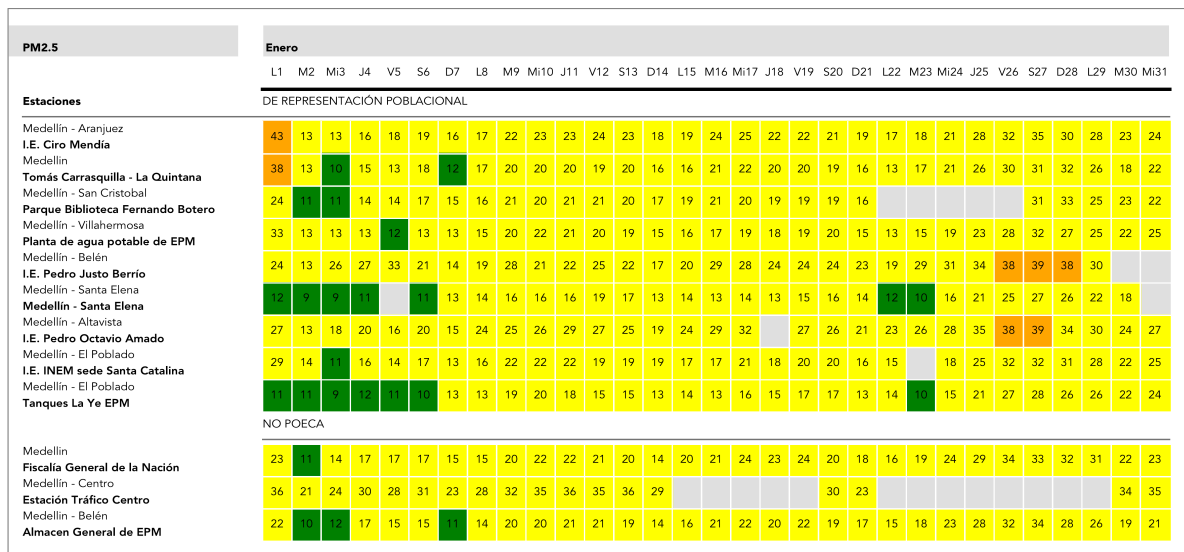 PM2.5 Enero
L1 M2 Mi3 J4 V5 S6 D7 L8 M9 Mi10 J11 V12 S13 D14 L15 M16 Mi17 J18 V19 S20 D21 L22 M23 Mi24 J25 V26 S27 D28 L29 M30 Mi31
Estaciones DE REPRESENTACIÓN POBLACIONAL
Medellín - Aranjuez
43 13 13 16 18 19 16 17 22 23 23 24 23 18 19 24 25 22 22 21 19 17 18 21 28 32 35 30 28 23 24
I.E. Ciro Mendía
Medellin
38 13 10 15 13 18 12 17 20 20 20 19 20 16 16 21 22 20 20 19 16 13 17 21 26 30 31 32 26 18 22
Tomás Carrasquilla - La Quintana
Medellín - San Cristobal
24 11 11 14 14 17 15 16 21 20 21 21 20 17 19 21 19 18 19 19 16 31 33 25 23 22
Parque Biblioteca Fernando Botero
Medellín - Villahermosa
33 13 13 13 12 13 13 15 20 22 21 20 19 15 16 17 19 18 16 19 15 13 15 19 23 28 32 27 25 22 25
Planta de agua potable de EPM
Medellín - Belén
24 13 26 27 33 21 14 19 28 21 22 25 22 17 20 29 28 24 24 24 23 19 29 31 34 38 39 38 30
I.E. Pedro Justo Berrío
Medellín - Santa Elena
12 9 9 11 11 13 14 16 16 16 19 17 13 14 14 13 14 13 15 16 14 12 10 16 21 25 27 26 22 18
Medellín - Santa Elena
Medellín - Altavista
27 13 18 20 16 20 15 24 25 26 29 27 25 19 24 29 32 27 26 21 23 26 28 35 38 39 34 30 24 27
I.E. Pedro Octavio Amado
Medellín - El Poblado
29 14 11 16 14 17 13 16 22 22 22 19 19 19 17 17 21 20 20 22 16 15 18 25 32 32 31 28 22 25
I.E. INEM sede Santa Catalina
Medellín - El Poblado
11 11 9 12 11 10 13 13 19 20 18 15 15 13 14 13 16 15 17 17 13 14 10 15 21 27 28 26 26 22 24
Tanques La Ye EPM
NO POECA
Medellin
23 11 14 17 17 17 15 15 20 22 22 21 20 14 20 21 24 23 24 20 18 16 19 24 29 34 33 32 31 22 23
Fiscalía General de la Nación
Medellín - Centro
36 21 24 30 28 31 23 28 32 35 36 35 36 29 30 23 34 35
Estación Tráfico Centro
Medellin - Belén
22 10 12 17 15 15 11 14 20 20 21 21 19 14 16 21 22 20 22 19 17 15 18 23 28 32 34 28 26 19 21
Almacen General de EPM